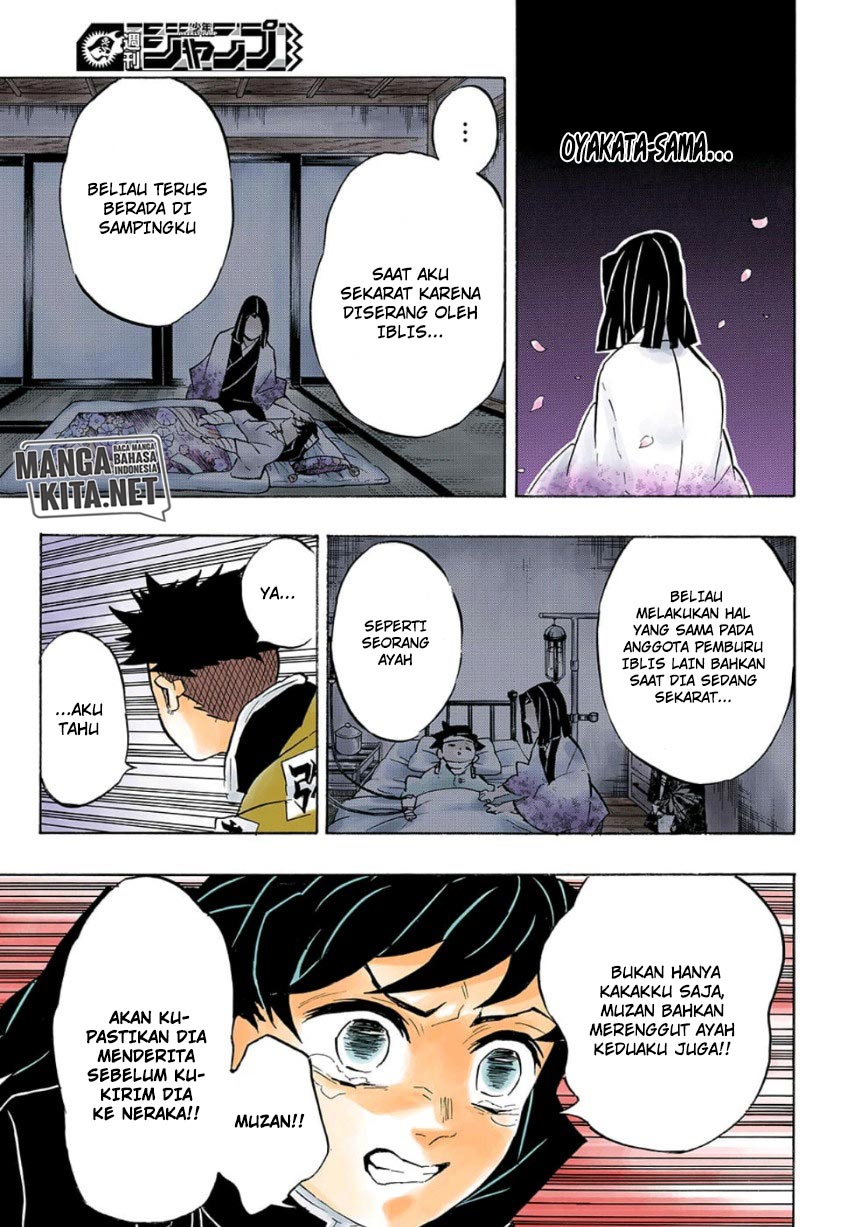 週刊
少年
ジャンプ
OYAKATA-SAMA...
...
SAAT AKU
SEKARAT KARENA
DISERANG OLEH
IBLIS...
BELIAU TERUS
BERADA DI
SAMPINGKU
MANGA
KITA.NET
BACA MANGA
BAHASA
INDONESIA
BELIAU
MELAKUKAN HAL
YANG SAMA PADA
ANGGOTA PEMBURU
IBLIS LAIN BAHKAN
SAAT DIA SEDANG
SEKARAT...
SEPERTI
SEORANG
AYAH
YA...
...AKU
TAHU
BUKAN HANYA
KAKAKKU SAJA,
MUZAN BAHKAN
MERENGGUT AYAH
KEDUAKU JUGA!!
MUZAN!!
AKAN KU-
PASTIKAN DIA
MENDERITA
SEBELUM KU-
KIRIM DIA
KE NERAKA!!